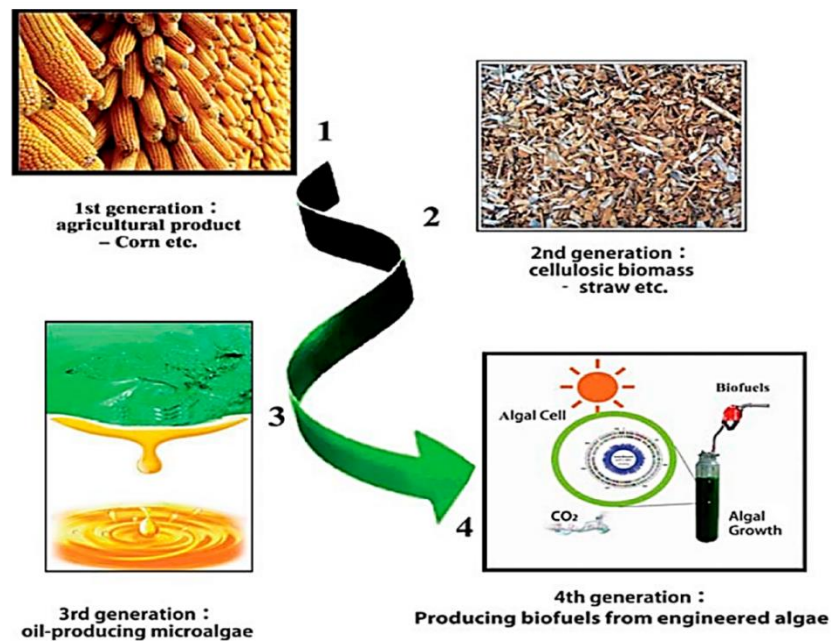 1
1st generation :
agricultural product
– Corn etc.
2
2nd generation :
cellulosic biomass
- straw etc.
3
3rd generation :
oil-producing microalgae
4
Algal Cell
Biofuels
CO₂
Algal
Growth
4th generation :
Producing biofuels from engineered algae